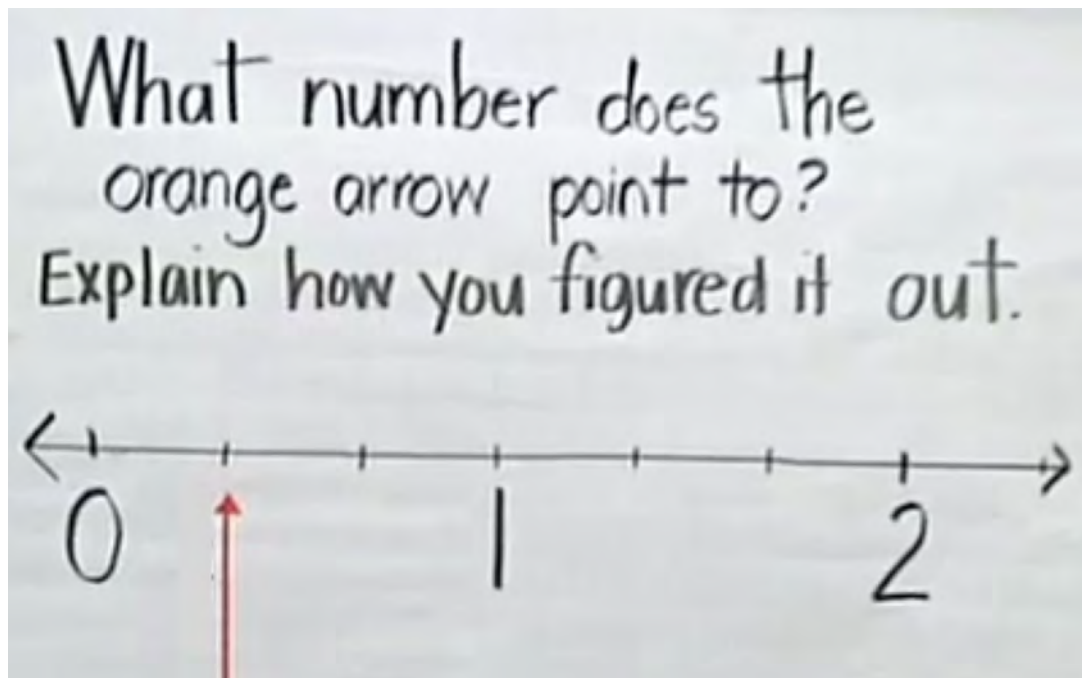 What number does the
orange arrow point to?
Explain how you figured it out.
0 1 2